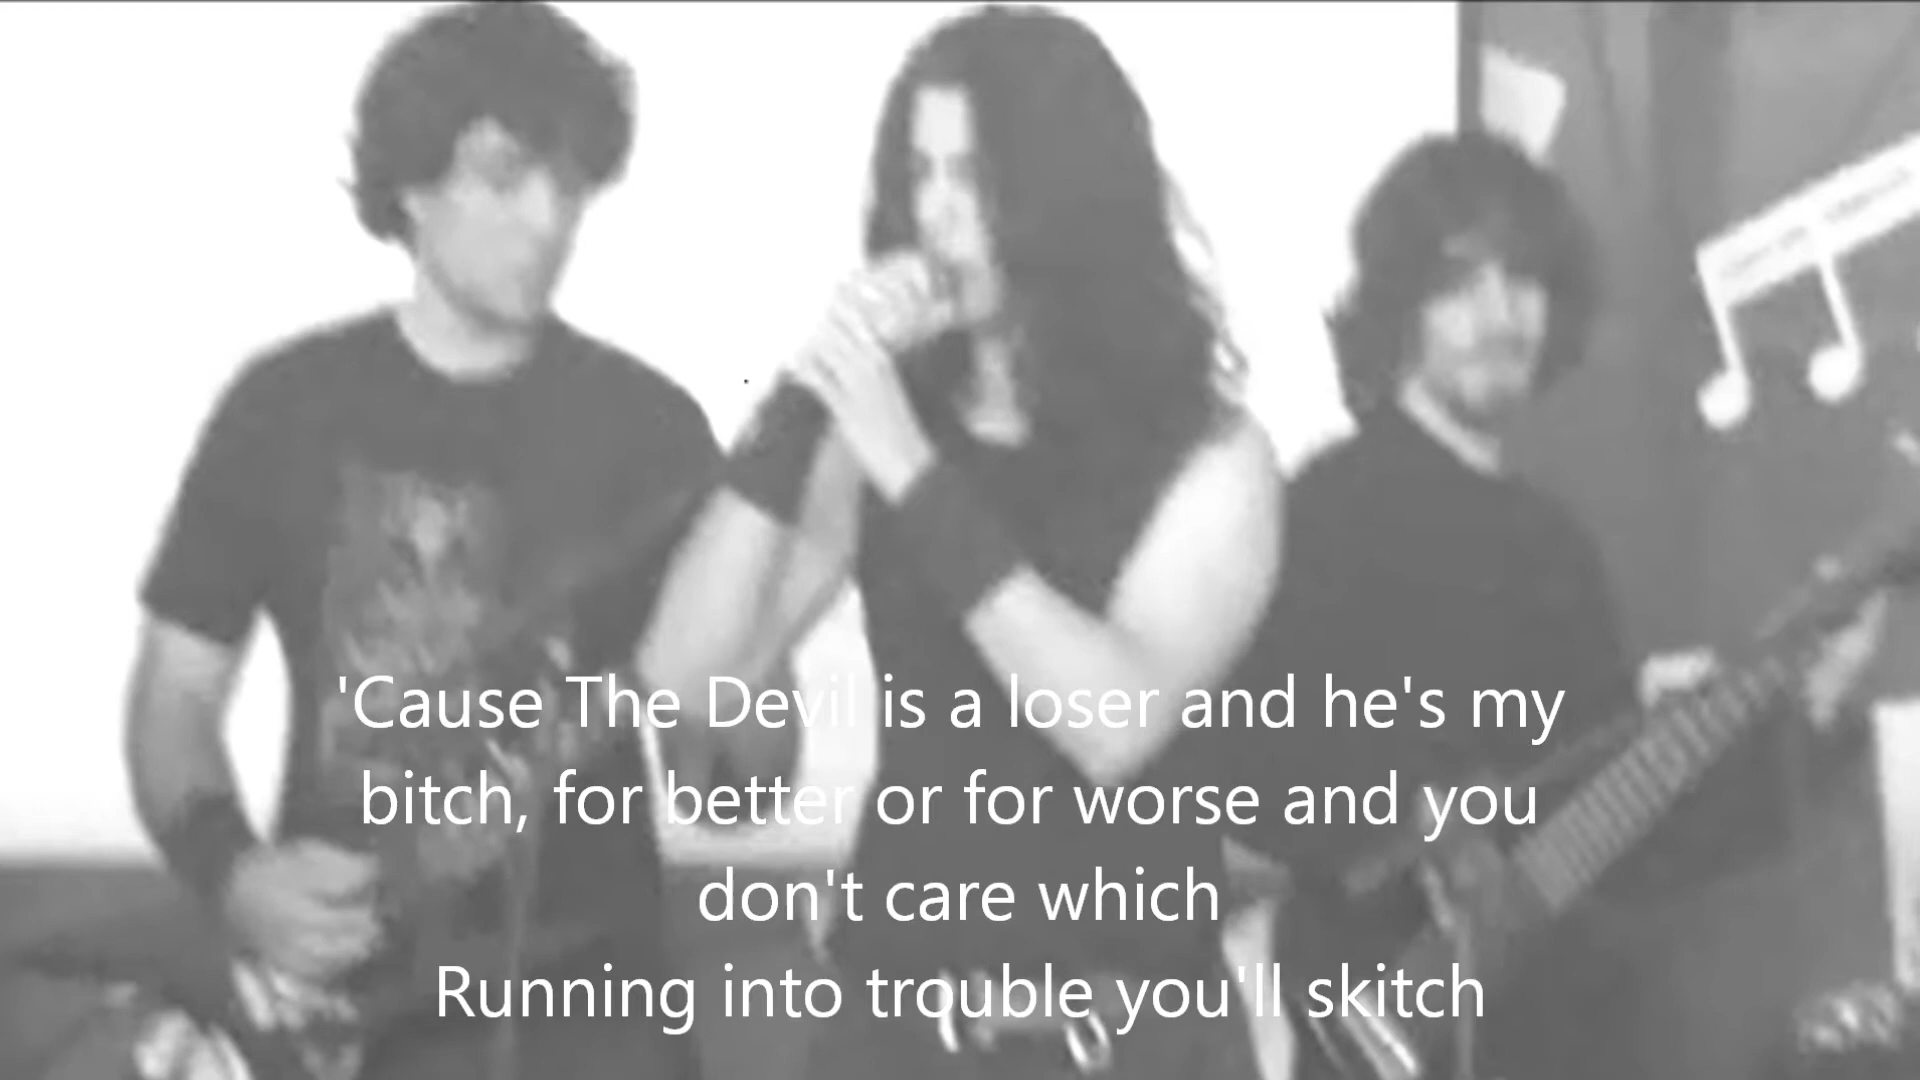 'Cause The Devil is a loser and he's my
bitch, for better or for worse and you
don't care which
Running into trouble you'll skitch